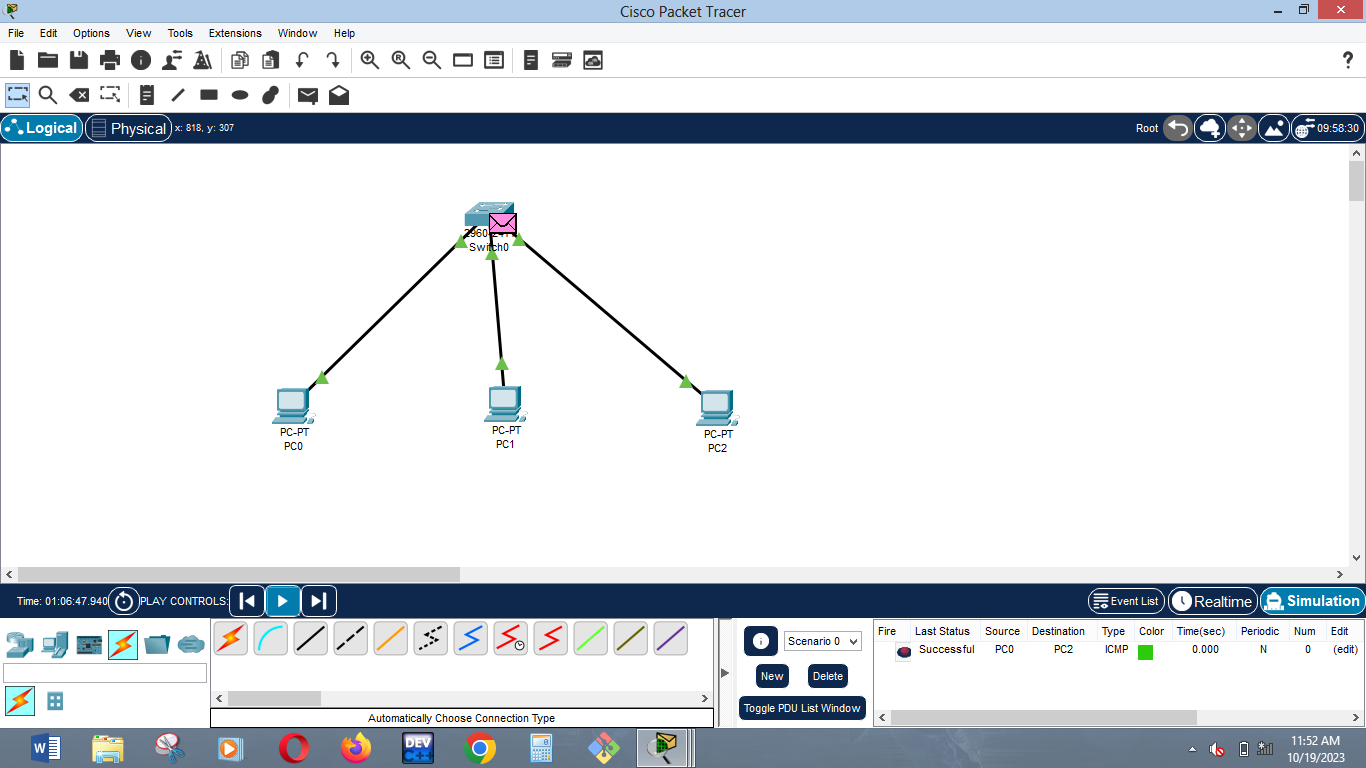 Cisco Packet Tracer
File Edit Options View Tools Extensions Window Help
Logical Physical x: 818, y: 307 Root 09:58:30
Switch0
PC-PT
PC0
PC-PT
PC1
PC-PT
PC2
Time: 01:06:47.940 PLAY CONTROLS: Event List Realtime Simulation
Scenario 0
New Delete
Toggle PDU List Window
Fire Last Status Source Destination Type Color Time(sec) Periodic Num Edit
Successful PC0 PC2 ICMP 0.000 N 0 (edit)
Automatically Choose Connection Type
DEV C++
11:52 AM
10/19/2023